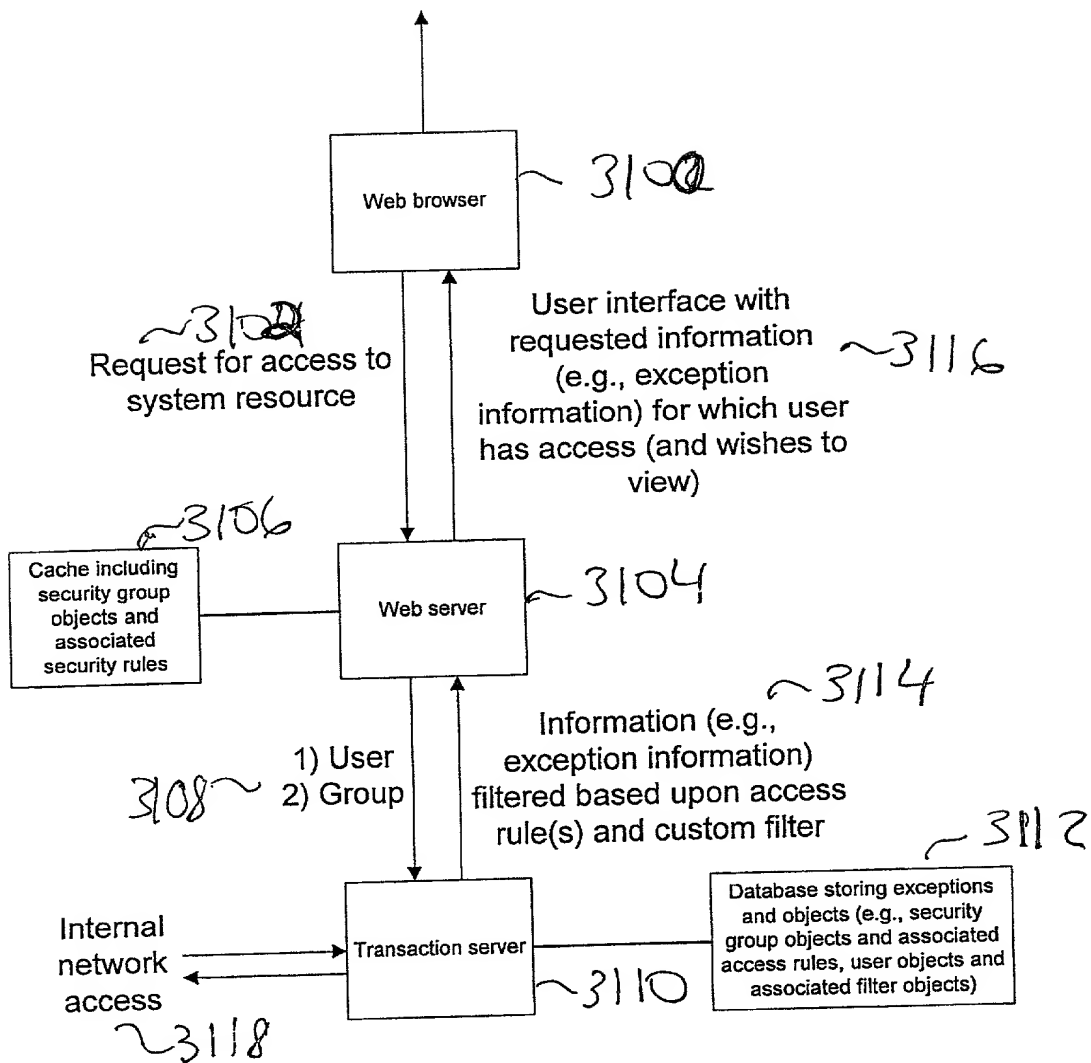 Web browser
Request for access to
system resource
User interface with
requested information
(e.g., exception
information) for which user
has access (and wishes to
view)
~3116
~3106
Cache including
security group
objects and
associated
security rules
Web server
~3104
3108~
1) User
2) Group
~3114
Information (e.g.,
exception information)
filtered based upon access
rule(s) and custom filter
~3112
Internal
network
access
~3118
Transaction server
~3110
Database storing exceptions
and objects (e.g., security
group objects and associated
access rules, user objects and
associated filter objects)